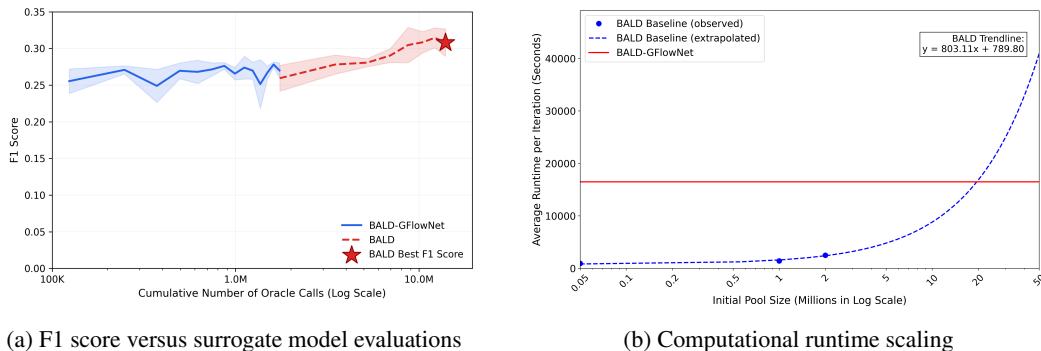 0.35
0.30
0.25
0.20
0.15
0.10
0.05
0.00
F1 Score
100K
1.0M
10.0M
Cumulative Number of Oracle Calls (Log Scale)
BALD-GFlowNet
BALD
BALD Best F1 Score
(a) F1 score versus surrogate model evaluations
BALD Baseline (observed)
BALD Baseline (extrapolated)
BALD-GFlowNet
BALD Trendline:
y = 803.11x + 789.80
40000
30000
20000
10000
0
Average Runtime per Iteration (Seconds)
0.05
0.1
0.2
0.5
1
2
5
10
20
50
Initial Pool Size (Millions in Log Scale)
(b) Computational runtime scaling